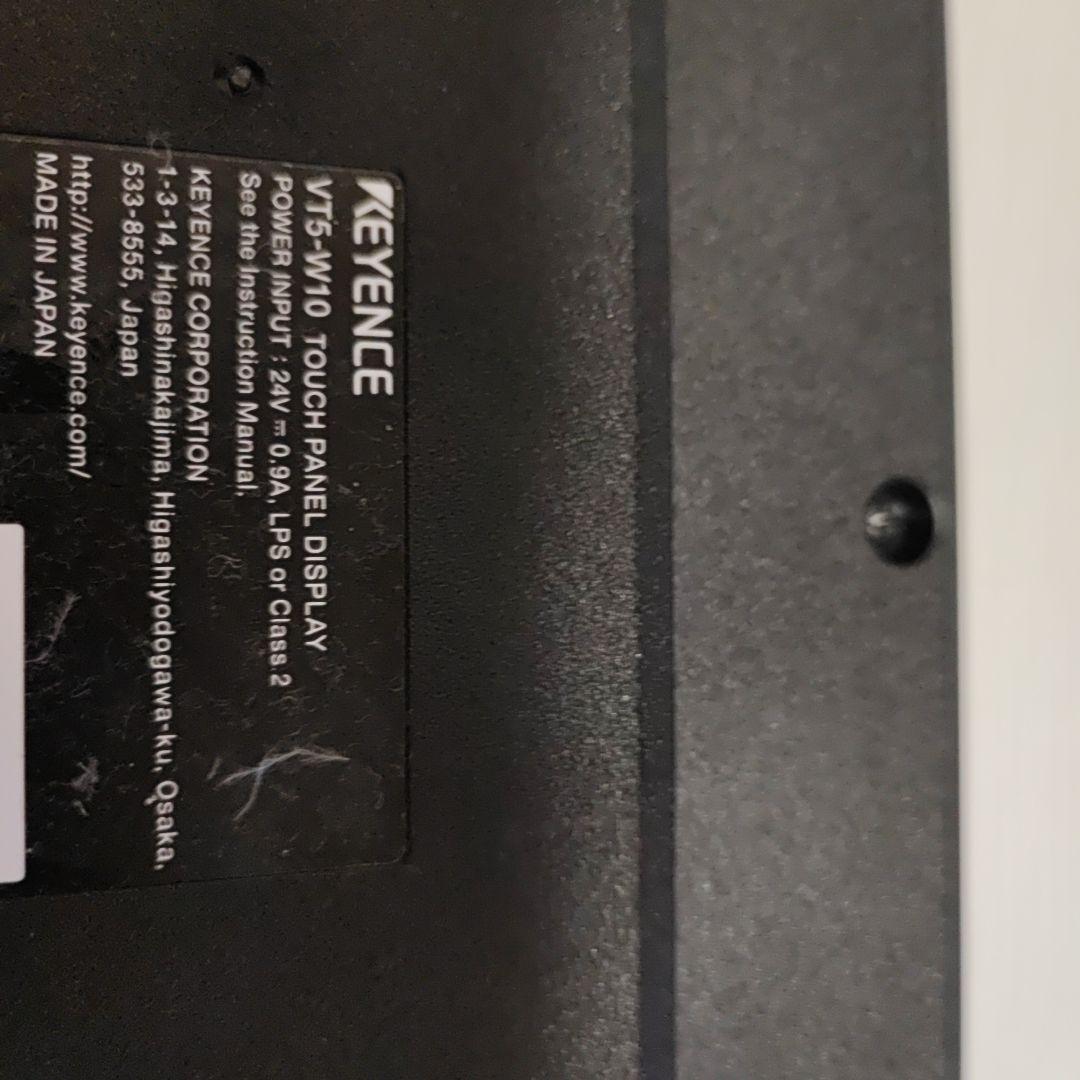 KEYENCE
VT5-W10 TOUCH PANEL DISPLAY
POWER INPUT : 24V ⎓ 0.9A, LPS or Class 2
See the Instruction Manual.
KEYENCE CORPORATION
1-3-14, Higashinakajima, Higashiyodogawa-ku, Osaka,
533-8555, Japan
http://www.keyence.com/
MADE IN JAPAN